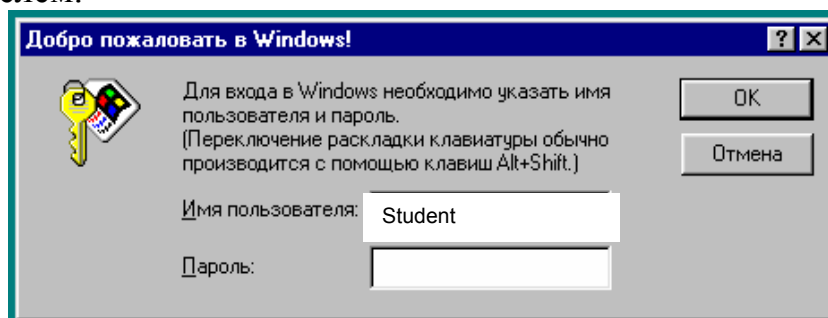 Добро пожаловать в Windows!
Для входа в Windows необходимо указать имя
пользователя и пароль.
(Переключение раскладки клавиатуры обычно
производится с помощью клавиш Alt+Shift.)
OK
Отмена
Имя пользователя: Student
Пароль: